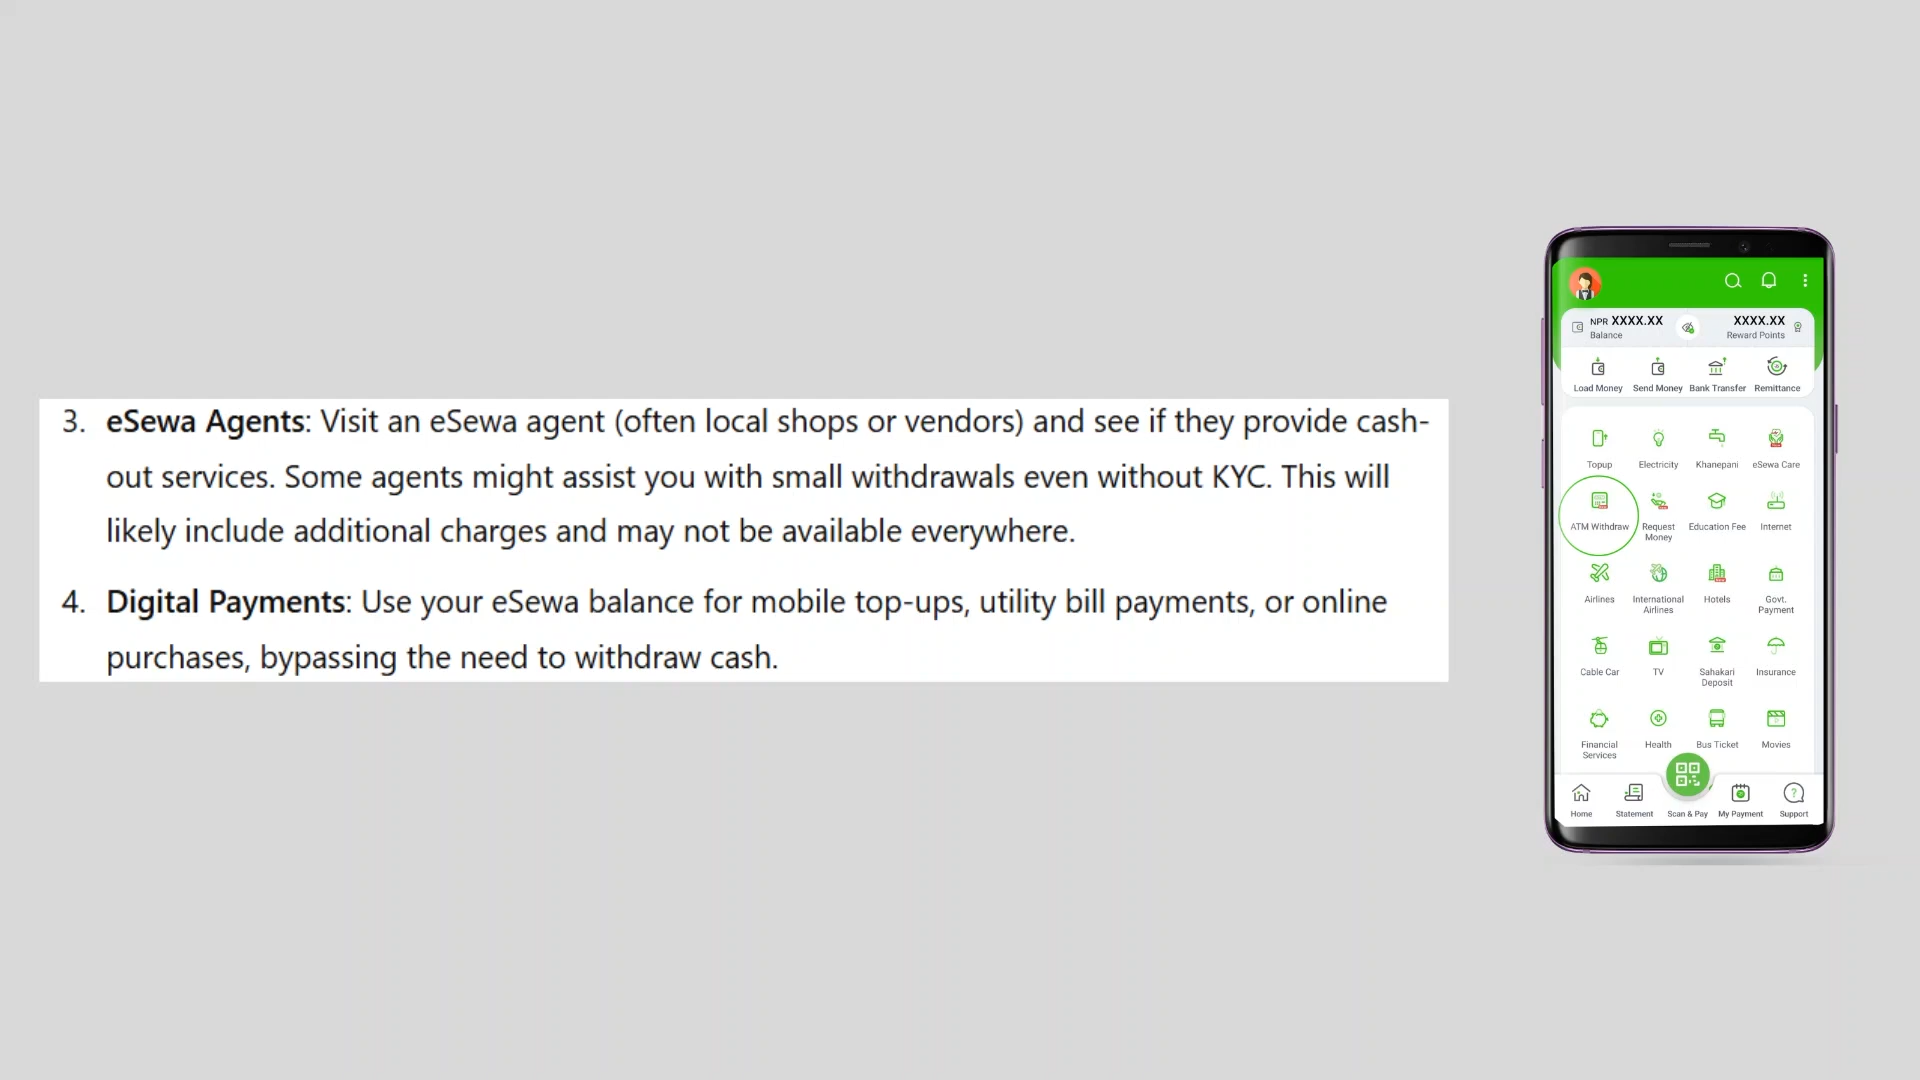 3. eSewa Agents: Visit an eSewa agent (often local shops or vendors) and see if they provide cash-
out services. Some agents might assist you with small withdrawals even without KYC. This will
likely include additional charges and may not be available everywhere.
4. Digital Payments: Use your eSewa balance for mobile top-ups, utility bill payments, or online
purchases, bypassing the need to withdraw cash.
NPR XXXX.XX XXXX.XX
Balance Reward Points
Load Money Send Money Bank Transfer Remittance
Topup Electricity Khanepani eSewa Care
ATM Withdraw Request Education Fee Internet
Money
Airlines International Hotels Govt.
Airlines Payment
Cable Car TV Sahakari Insurance
Deposit
Financial Health Bus Ticket Movies
Services
Home Statement Scan & Pay My Payment Support